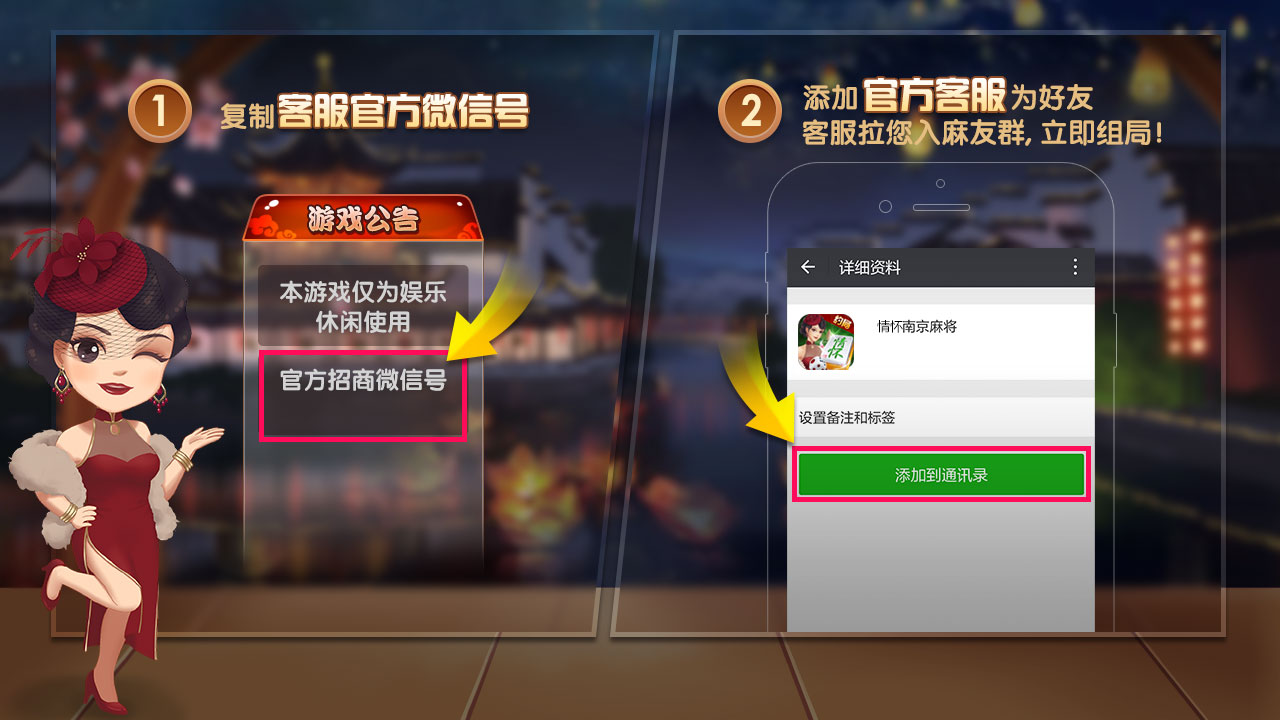 1
复制客服官方微信号
游戏公告
本游戏仅为娱乐
休闲使用
官方招商微信号
2
添加官方客服为好友
客服拉您入麻友群, 立即组局!
详细资料
约局
情怀
情怀南京麻将
设置备注和标签
添加到通讯录